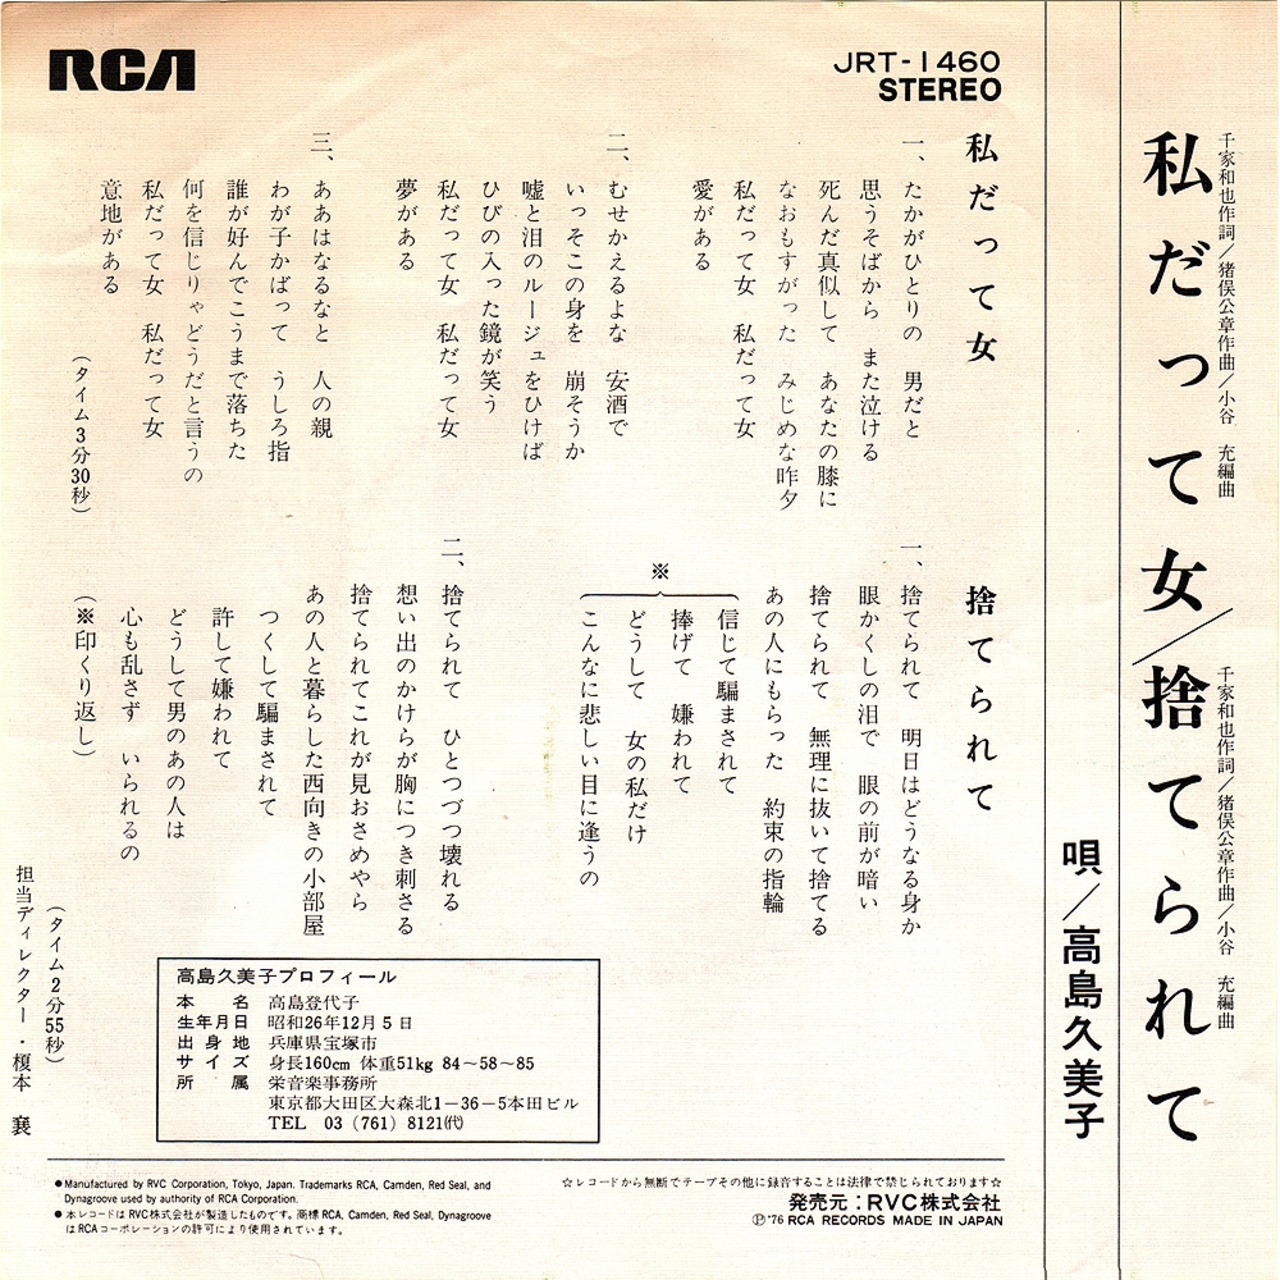 千家和也作詞／猪俣公章作曲／小谷　充編曲
千家和也作詞／猪俣公章作曲／小谷　充編曲
私だって女／捨てられて
唄／高島久美子
RCA
JRT-1460
STEREO
私だって女
一、たかがひとりの　男だと
思うそばから　また泣ける
死んだ真似して　あなたの膝に
なおもすがった　みじめな昨夕
私だって女　私だって女
愛がある
二、むせかえるよな　安酒で
いっそこの身を　崩そうか
嘘と泪のルージュをひけば
ひびの入った鏡が笑う
私だって女　私だって女
夢がある
三、ああはなるなと　人の親
わが子かばって　うしろ指
誰が好んでこうまで落ちた
何を信じりゃどうだと言うの
私だって女　私だって女
意地がある
（タイム3分30秒）
捨てられて
一、捨てられて　明日はどうなる身か
眼かくしの泪で　眼の前が暗い
捨てられて　無理に抜いて捨てる
あの人にもらった　約束の指輪
※
信じて騙まされて
捧げて　嫌われて
どうして　女の私だけ
こんなに悲しい目に逢うの
二、捨てられて　ひとつづつ壊れる
想い出のかけらが胸につき刺さる
捨てられてこれが見おさめやら
あの人と暮らした西向きの小部屋
つくして騙まされて
許して嫌われて
どうして男のあの人は
心も乱さず　いられるの
（※印くり返し）
（タイム2分55秒）
担当ディレクター・榎本　襄
高島久美子プロフィール
本名　高島登代子
生年月日　昭和26年12月5日
出身地　兵庫県宝塚市
サイズ　身長160cm 体重51kg 84～58～85
所属　栄音楽事務所
東京都大田区大森北1－36－5本田ビル
TEL　03 (761) 8121㈹
●Manufactured by RVC Corporation, Tokyo, Japan. Trademarks RCA, Camden, Red Seal, and
Dynagroove used by authority of RCA Corporation.
●本レコードはRVC株式会社が製造したものです。商標RCA, Camden, Red Seal, Dynagroove
はRCAコーポレーションの許可により使用されています。
☆レコードから無断でテープその他に録音することは法律で禁じられております☆
発売元：RVC株式会社
Ⓟ'76 RCA RECORDS MADE IN JAPAN